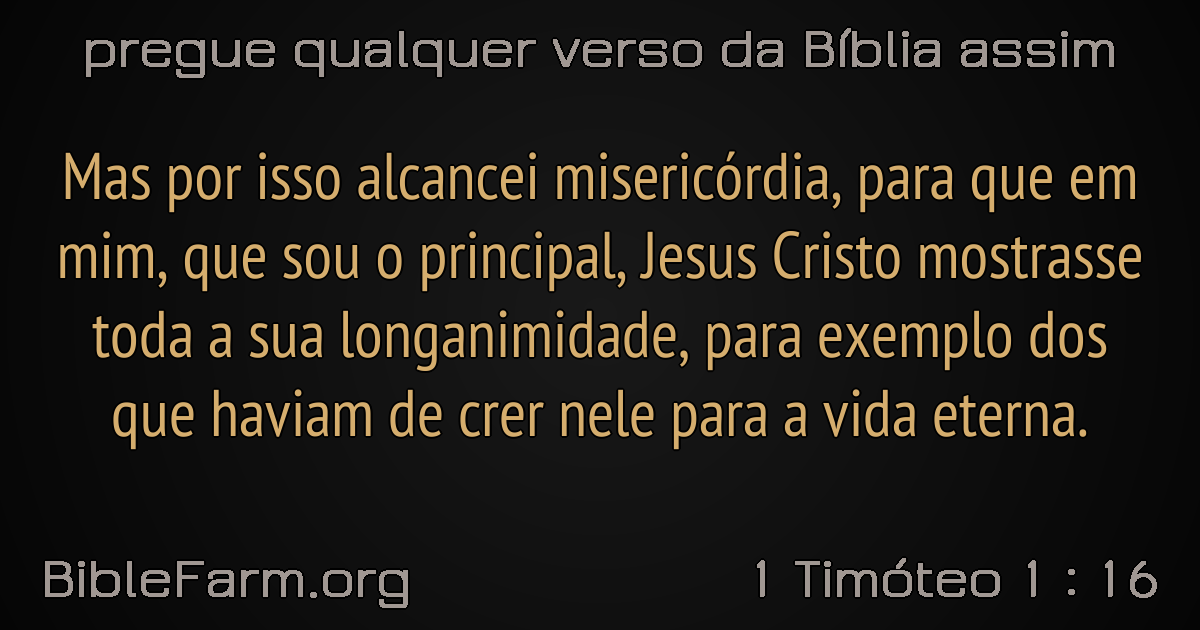 pregue qualquer verso da Bíblia assim
Mas por isso alcancei misericórdia, para que em
mim, que sou o principal, Jesus Cristo mostrasse
toda a sua longanimidade, para exemplo dos
que haviam de crer nele para a vida eterna.
BibleFarm.org
1 Timóteo 1 : 16